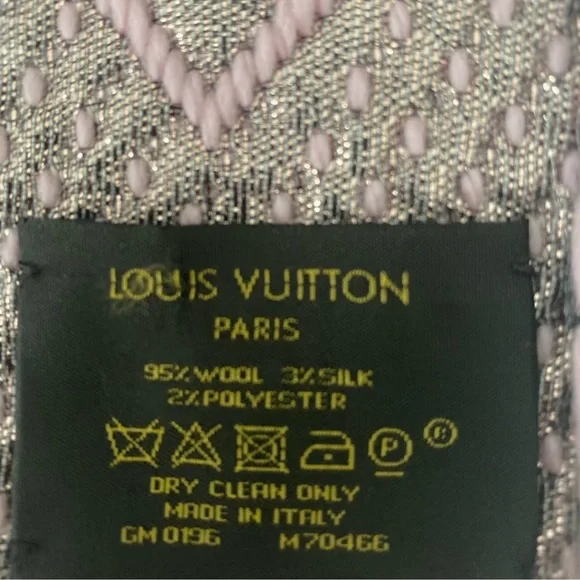 LOUIS VUITTON
PARIS
95% WOOL 3% SILK
2% POLYESTER
P
DRY CLEAN ONLY
MADE IN ITALY
GM 0196 M70466